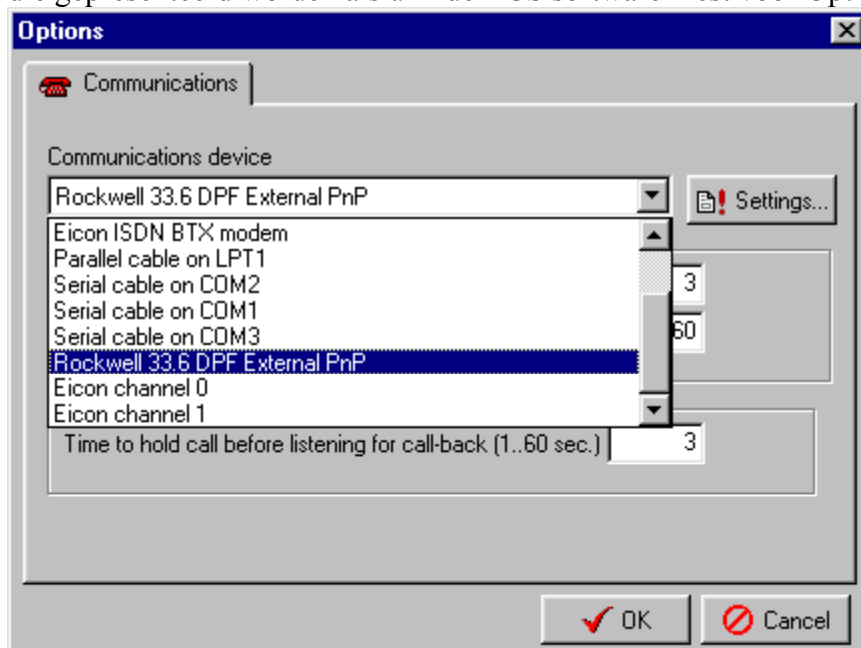 Options
Communications
Communications device
Rockwell 33.6 DPF External PnP
Settings...
Eicon ISDN BTX modem
Parallel cable on LPT1
Serial cable on COM2
3
Serial cable on COM1
Serial cable on COM3
60
Rockwell 33.6 DPF External PnP
Eicon channel 0
Eicon channel 1
Time to hold call before listening for call-back (1..60 sec.) 3
OK Cancel